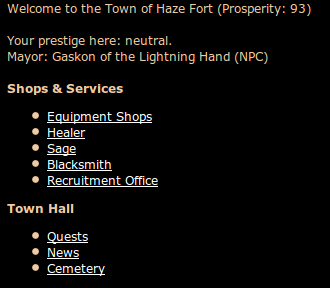 Welcome to the Town of Haze Fort (Prosperity: 93)
Your prestige here: neutral.
Mayor: Gaskon of the Lightning Hand (NPC)
Shops & Services
Equipment Shops
Healer
Sage
Blacksmith
Recruitment Office
Town Hall
Quests
News
Cemetery